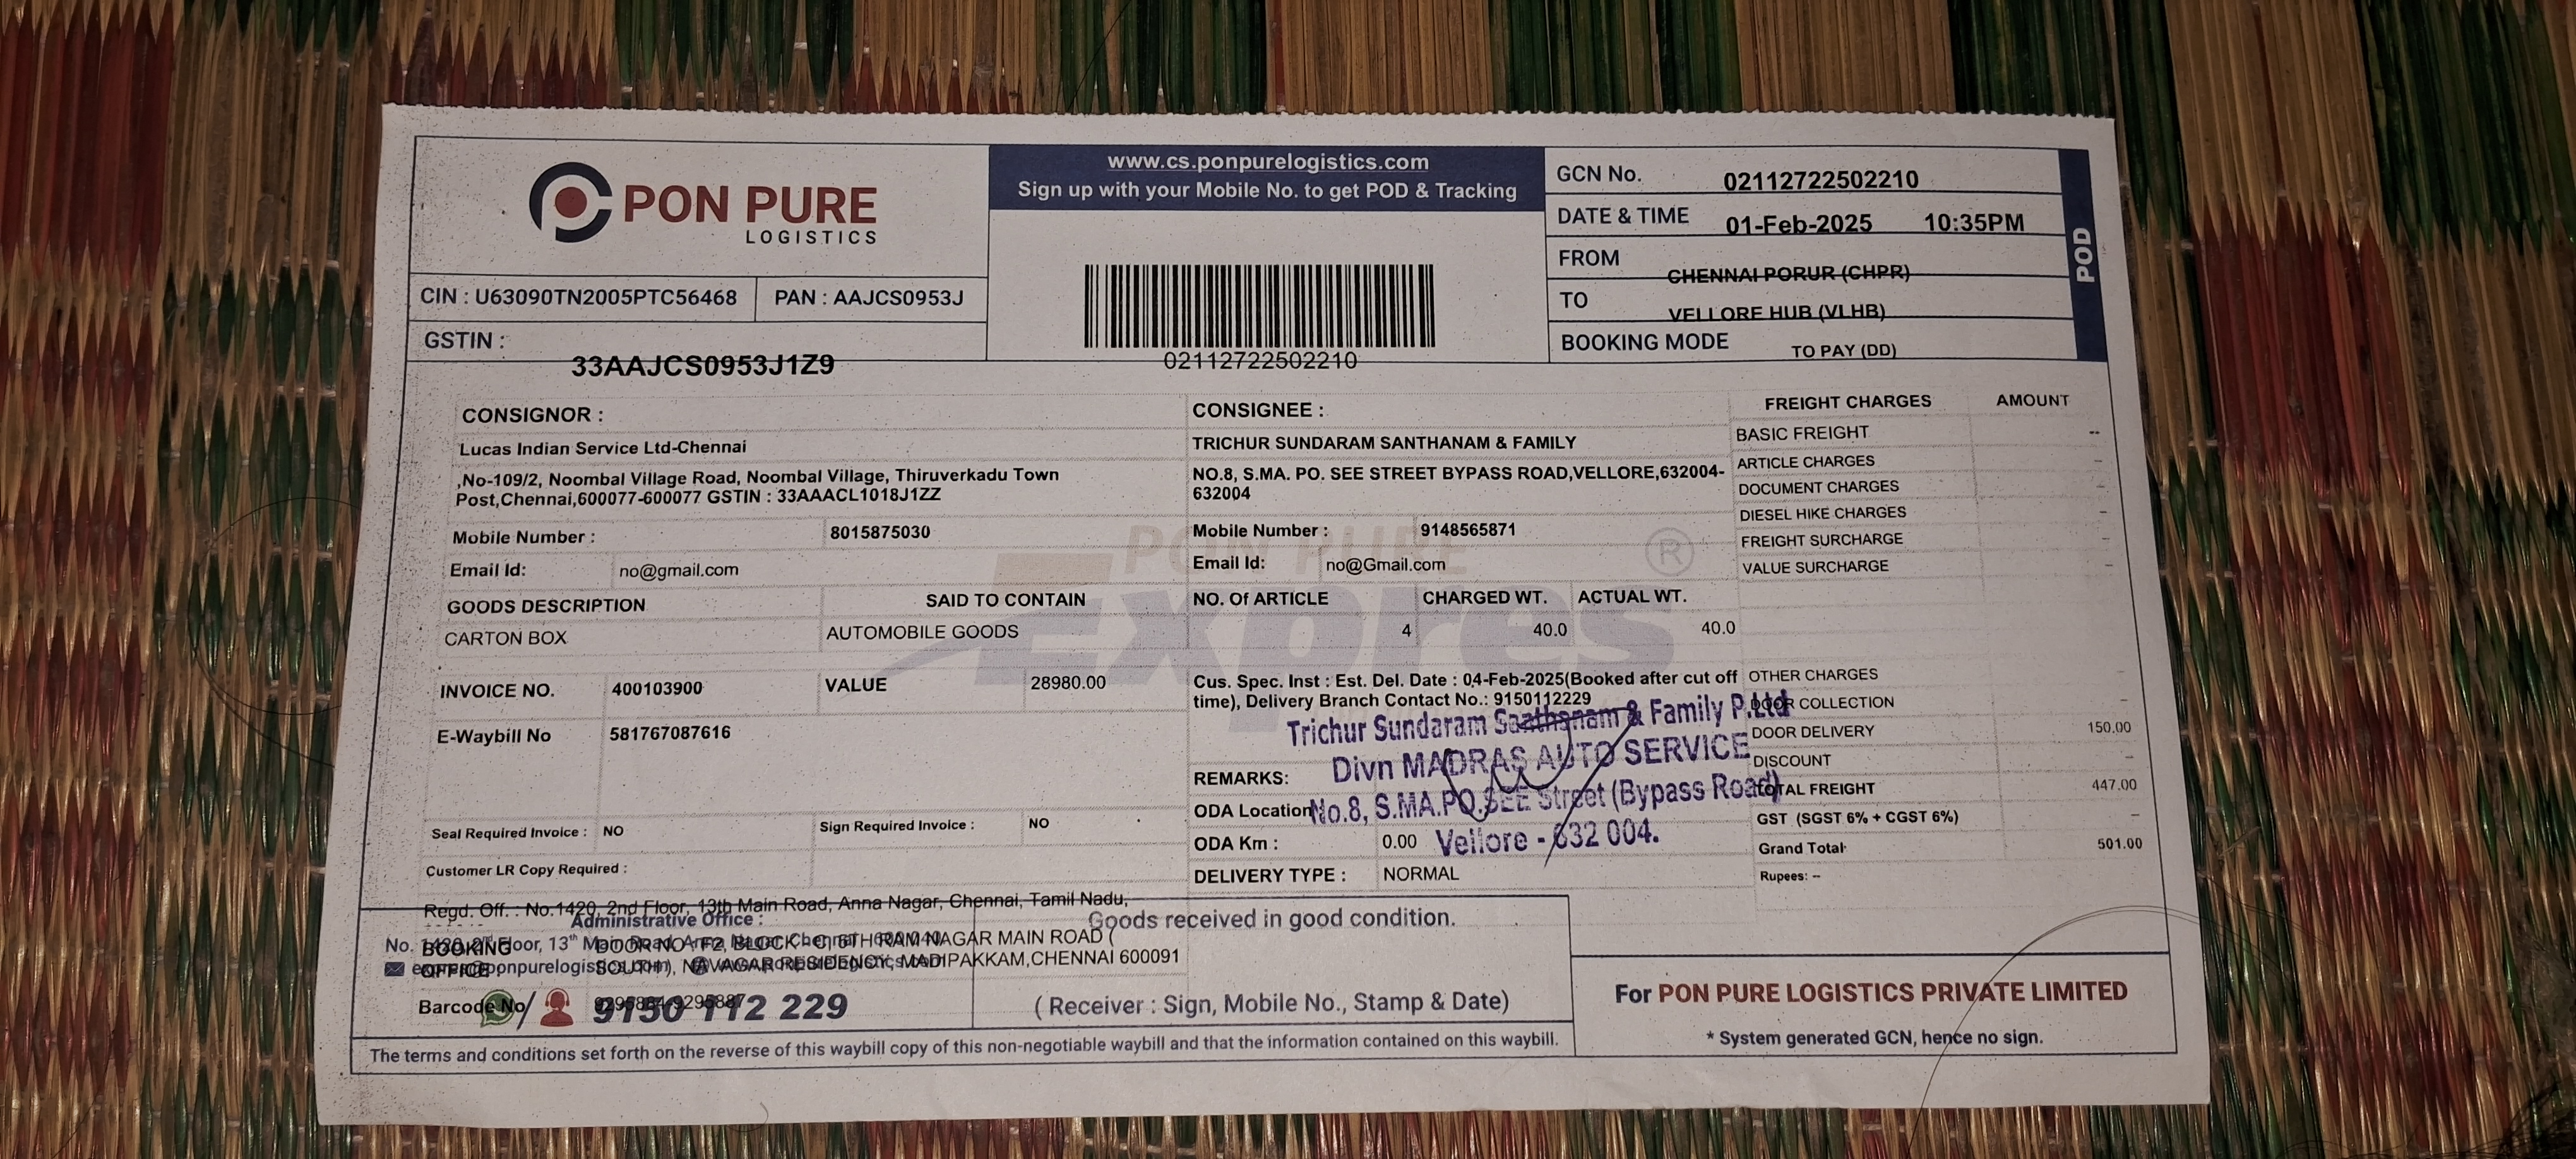 PON PURE
LOGISTICS
www.cs.ponpurelogistics.com
Sign up with your Mobile No. to get POD & Tracking
GCN No. 02112722502210
DATE & TIME 01-Feb-2025 10:35PM
FROM CHENNAI PORUR (CHPR)
TO VELLORE HUB (VLHB)
BOOKING MODE TO PAY (DD)
POD
CIN : U63090TN2005PTC56468 PAN : AAJCS0953J
GSTIN : 33AAJCS0953J1Z9
02112722502210
CONSIGNOR :
Lucas Indian Service Ltd-Chennai
,No-109/2, Noombal Village Road, Noombal Village, Thiruverkadu Town
Post,Chennai,600077-600077 GSTIN : 33AAACL1018J1ZZ
Mobile Number : 8015875030
Email Id: no@gmail.com
CONSIGNEE :
TRICHUR SUNDARAM SANTHANAM & FAMILY
NO.8, S.MA. PO. SEE STREET BYPASS ROAD,VELLORE,632004-
632004
Mobile Number : 9148565871
Email Id: no@Gmail.com
PON PURE
Expres ®
GOODS DESCRIPTION SAID TO CONTAIN NO. Of ARTICLE CHARGED WT. ACTUAL WT.
CARTON BOX AUTOMOBILE GOODS 4 40.0 40.0
INVOICE NO. 400103900 VALUE 28980.00
E-Waybill No 581767087616
Seal Required Invoice : NO Sign Required Invoice : NO
Customer LR Copy Required :
Cus. Spec. Inst : Est. Del. Date : 04-Feb-2025(Booked after cut off
time), Delivery Branch Contact No.: 9150112229
REMARKS:
ODA Location
ODA Km : 0.00
DELIVERY TYPE : NORMAL
Trichur Sundaram Saathanam & Family P.Ltd
Divn MADRAS AUTO SERVICE
No.8, S.MA.PO.SEE Street (Bypass Road)
Vellore - 632 004.
FREIGHT CHARGES AMOUNT
BASIC FREIGHT --
ARTICLE CHARGES --
DOCUMENT CHARGES --
DIESEL HIKE CHARGES --
FREIGHT SURCHARGE --
VALUE SURCHARGE --
OTHER CHARGES --
DOOR COLLECTION --
DOOR DELIVERY 150.00
DISCOUNT --
TOTAL FREIGHT 447.00
GST (SGST 6% + CGST 6%) --
Grand Total 501.00
Rupees: --
Regd. Off. : No.1420, 2nd Floor, 13th Main Road, Anna Nagar, Chennai, Tamil Nadu,
Administrative Office :
BOOKING
OFFICE
SOUTH), NAVAGAR RESIDENCY, MADIPAKKAM,CHENNAI 600091
Barcode No
9150 112 229
Goods received in good condition.
( Receiver : Sign, Mobile No., Stamp & Date)
For PON PURE LOGISTICS PRIVATE LIMITED
* System generated GCN, hence no sign.
The terms and conditions set forth on the reverse of this waybill copy of this non-negotiable waybill and that the information contained on this waybill.